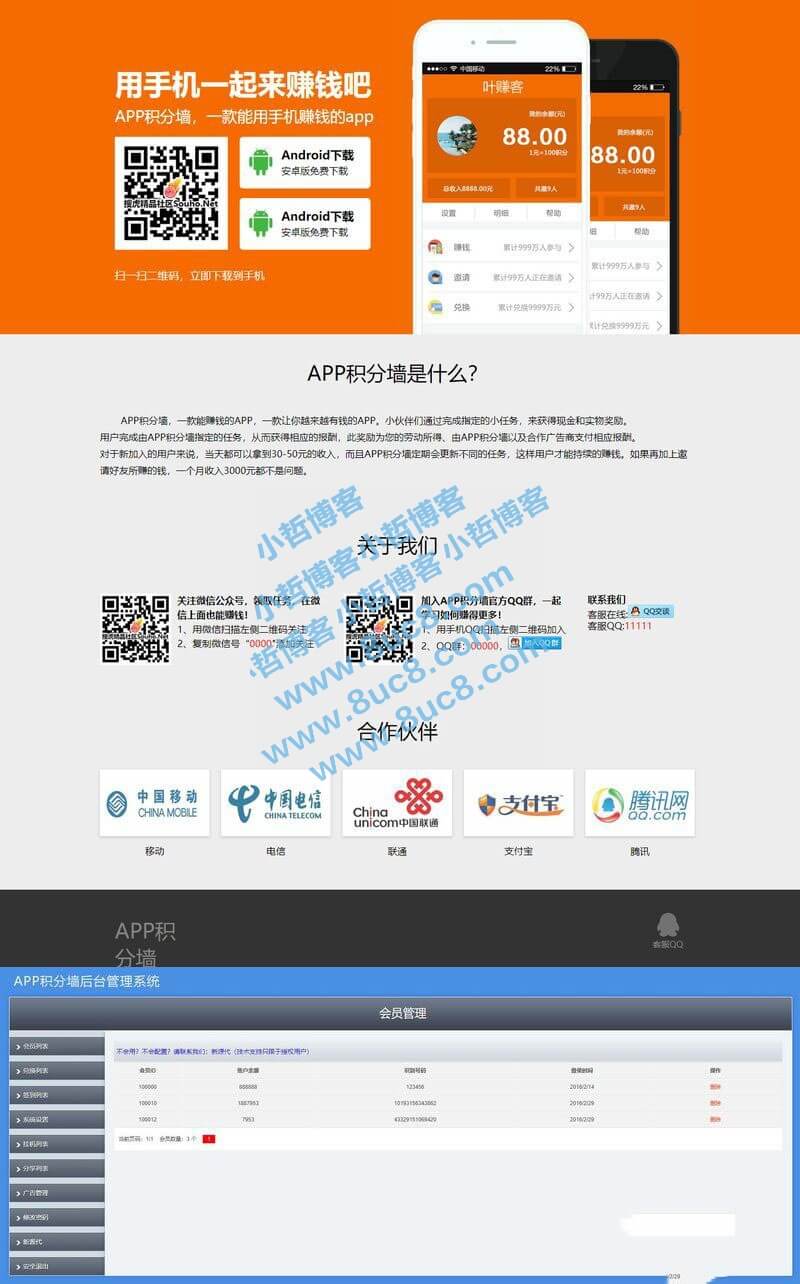 用手机一起来赚钱吧
APP积分墙，一款能用手机赚钱的app
搜虎精品社区Souho.Net
Android下载
安卓版免费下载
Android下载
安卓版免费下载
扫一扫二维码，立即下载到手机
中国移动
22%
叶赚客
我的余额(元)
88.00
1元=100积分
总收入8888.00元
共邀9人
设置
明细
帮助
赚钱
累计999万人参与
邀请
累计99万人正在邀请
兑换
累计兑换9999万元
22%
我的余额(元)
88.00
1元=100积分
共邀9人
细
帮助
累计999万人参与
计99万人正在邀请
累计兑换9999万元
APP积分墙是什么?
APP积分墙，一款能赚钱的APP，一款让你越来越有钱的APP。小伙伴们通过完成指定的小任务，来获得现金和实物奖励。
用户完成由APP积分墙指定的任务，从而获得相应的报酬，此奖励为您的劳动所得、由APP积分墙以及合作广告商支付相应报酬。
对于新加入的用户来说，当天都可以拿到30-50元的收入，而且APP积分墙定期会更新不同的任务，这样用户才能持续的赚钱。如果再加上邀
请好友所赚的钱，一个月收入3000元都不是问题。
关于我们
搜虎精品社区Souho.Net
关注微信公众号，领取任务，在微
信上面也能赚钱！
1、用微信扫描左侧二维码关注
2、复制微信号 "0000"添加关注
搜虎精品社区Souho.Net
加入APP积分墙官方QQ群，一起
学习如何赚得更多！
1、用手机QQ扫描左侧二维码加入
2、QQ群：00000，
加入QQ群
联系我们
客服在线:
QQ交谈
客服QQ:11111
小哲博客
小哲博客
小哲博客
小哲博客
小哲博客
小哲博客
www.8uc8.com
www.8uc8.com
www.8uc8.com
合作伙伴
中国移动
CHINA MOBILE
中国电信
CHINA TELECOM
China
unicom中国联通
支付宝
腾讯网
QQ.com
移动
电信
联通
支付宝
腾讯
APP积
分墙
客服QQ
APP积分墙后台管理系统
会员管理
会员列表
兑换列表
签到列表
系统设置
挂机列表
分享列表
广告管理
修改密码
新源代
安全退出
不会用？不会配置？请联系我们：新源代（技术支持只限于授权用户）
会员ID
账户余额
识别号码
登录时间
操作
100000
888888
123456
2016/2/14
删除
100010
1887953
10193156343862
2016/2/29
删除
100012
7953
43329151069420
2016/2/29
删除
当前页码：1/1 会员数量：3 个
1